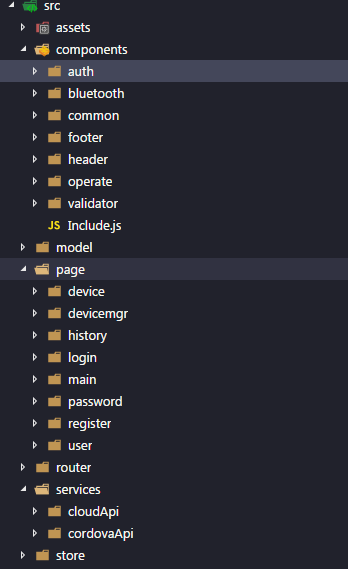 src
assets
components
auth
bluetooth
common
footer
header
operate
validator
JS Include.js
model
page
device
devicemgr
history
login
main
password
register
user
router
services
cloudApi
cordovaApi
store